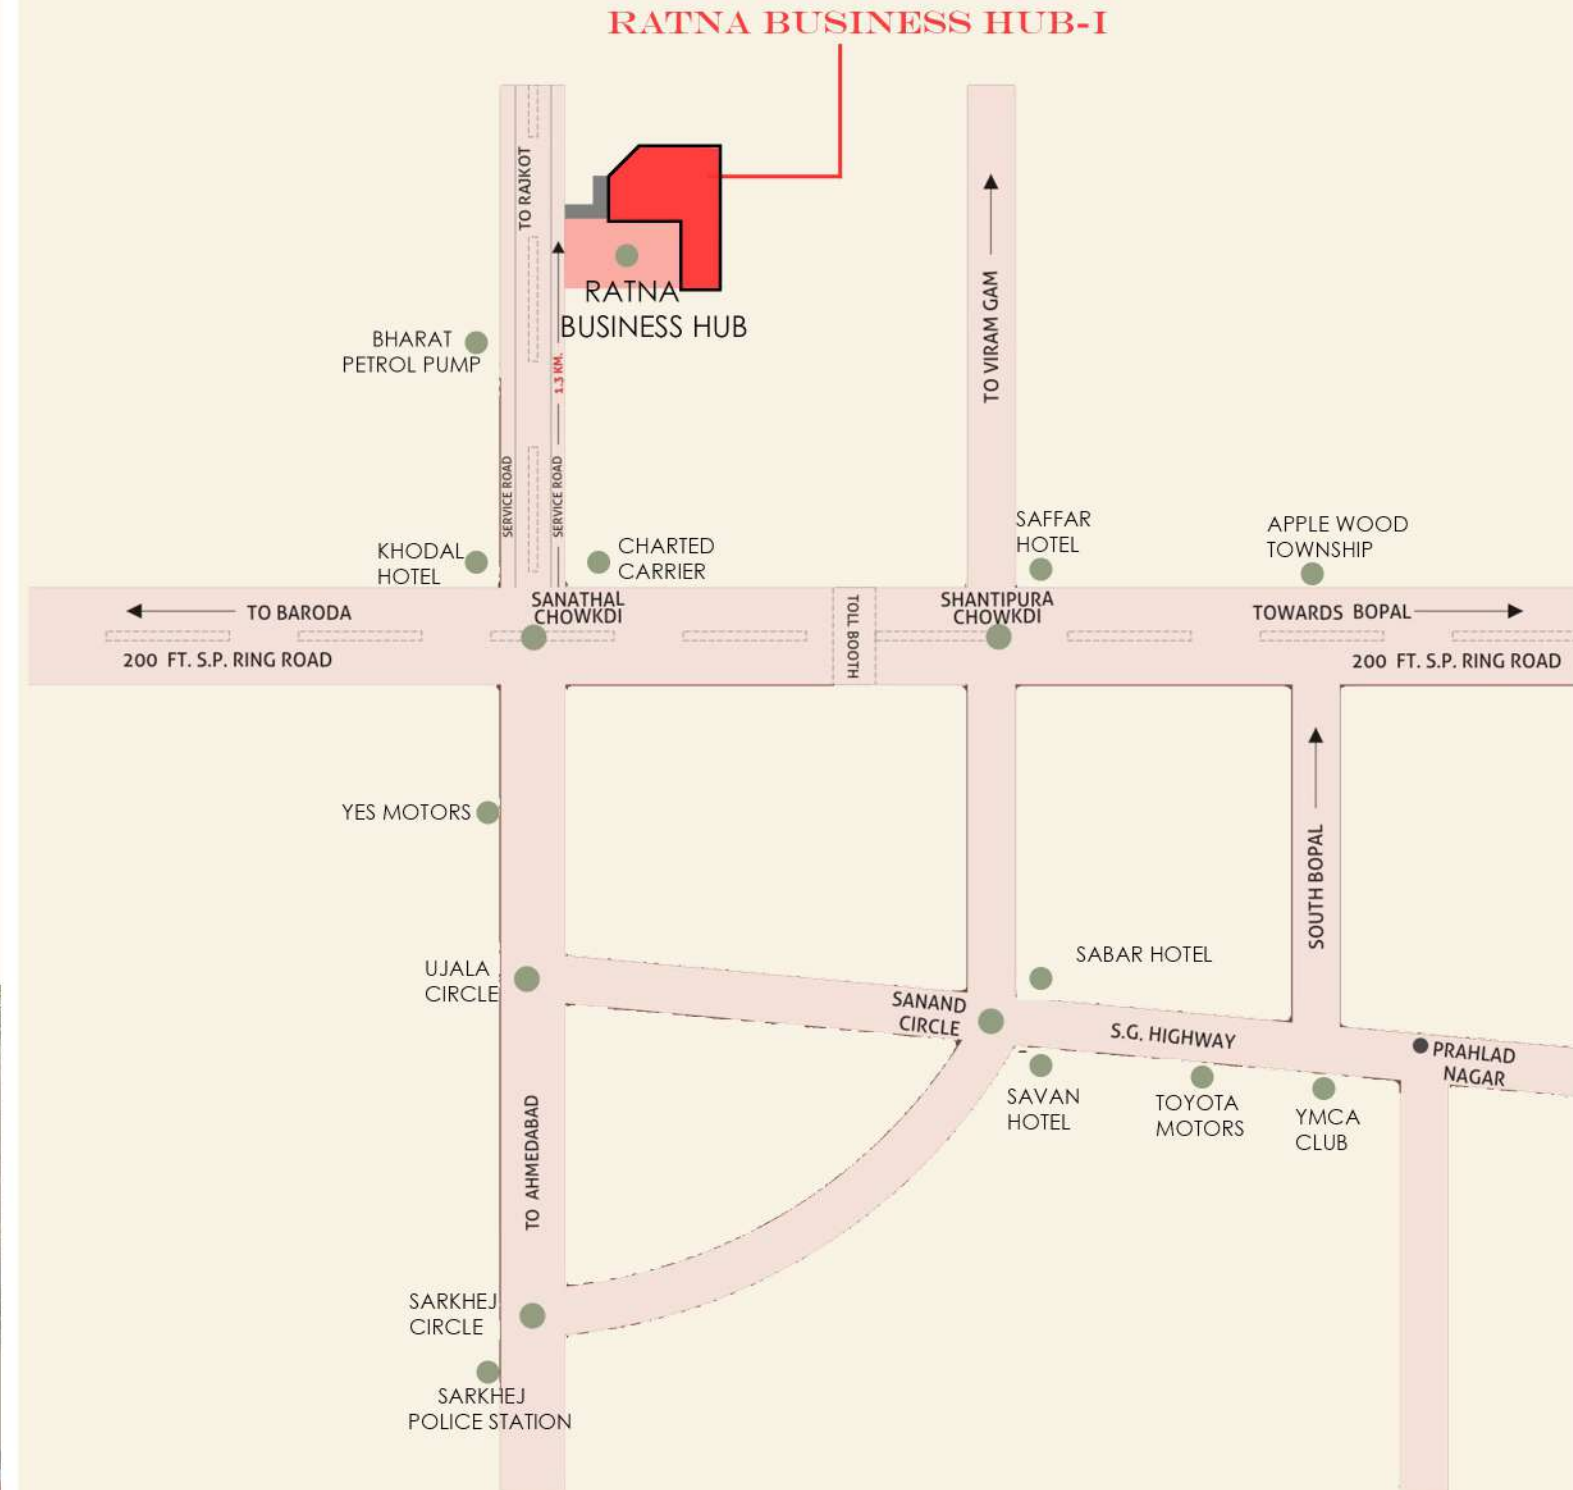 RATNA BUSINESS HUB-I
TO RAJKOT
RATNA
BUSINESS HUB
BHARAT
PETROL PUMP
1.3 KM.
TO VIRAM GAM
SERVICE ROAD
SERVICE ROAD
KHODAL
HOTEL
CHARTED
CARRIER
SAFFAR
HOTEL
APPLE WOOD
TOWNSHIP
TO BARODA
SANATHAL
CHOWKDI
TOLL BOOTH
SHANTIPURA
CHOWKDI
TOWARDS BOPAL
200 FT. S.P. RING ROAD
200 FT. S.P. RING ROAD
YES MOTORS
SOUTH BOPAL
UJALA
CIRCLE
SABAR HOTEL
SANAND
CIRCLE
S.G. HIGHWAY
PRAHLAD
NAGAR
SAVAN
HOTEL
TOYOTA
MOTORS
YMCA
CLUB
TO AHMEDABAD
SARKHEJ
CIRCLE
SARKHEJ
POLICE STATION